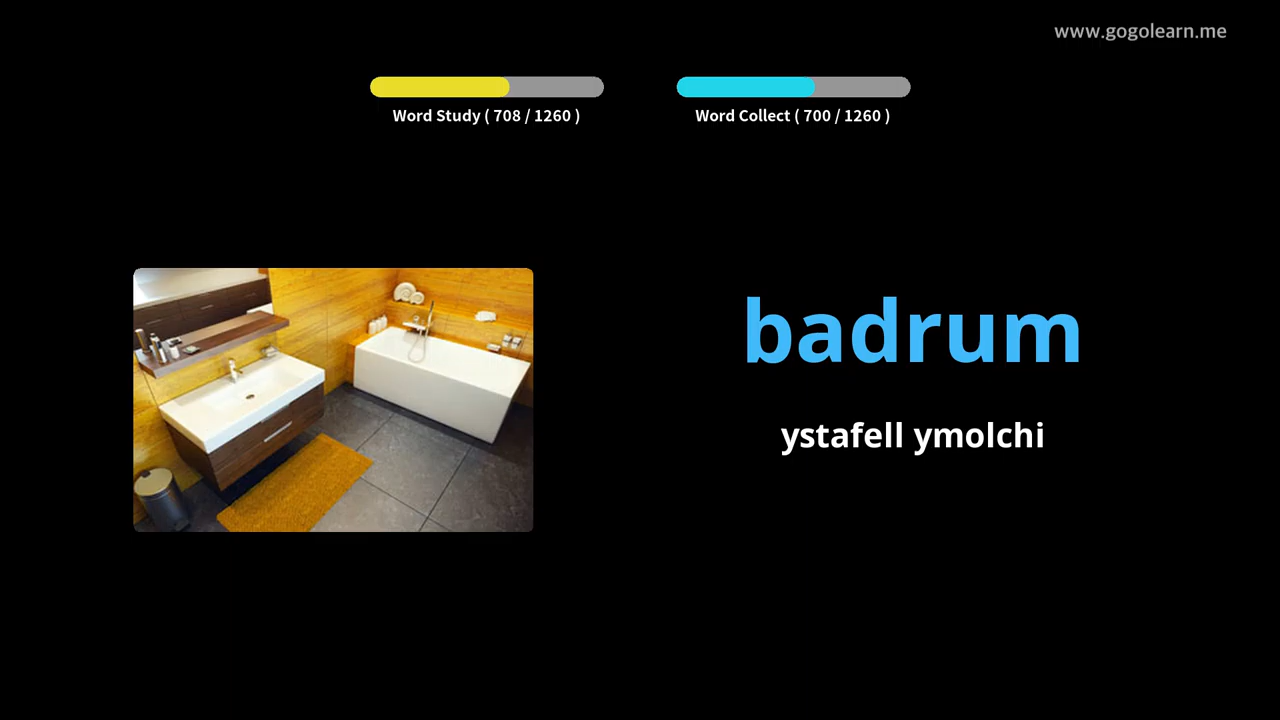 www.gogolearn.me
Word Study ( 708 / 1260 )
Word Collect ( 700 / 1260 )
badrum
ystafell ymolchi